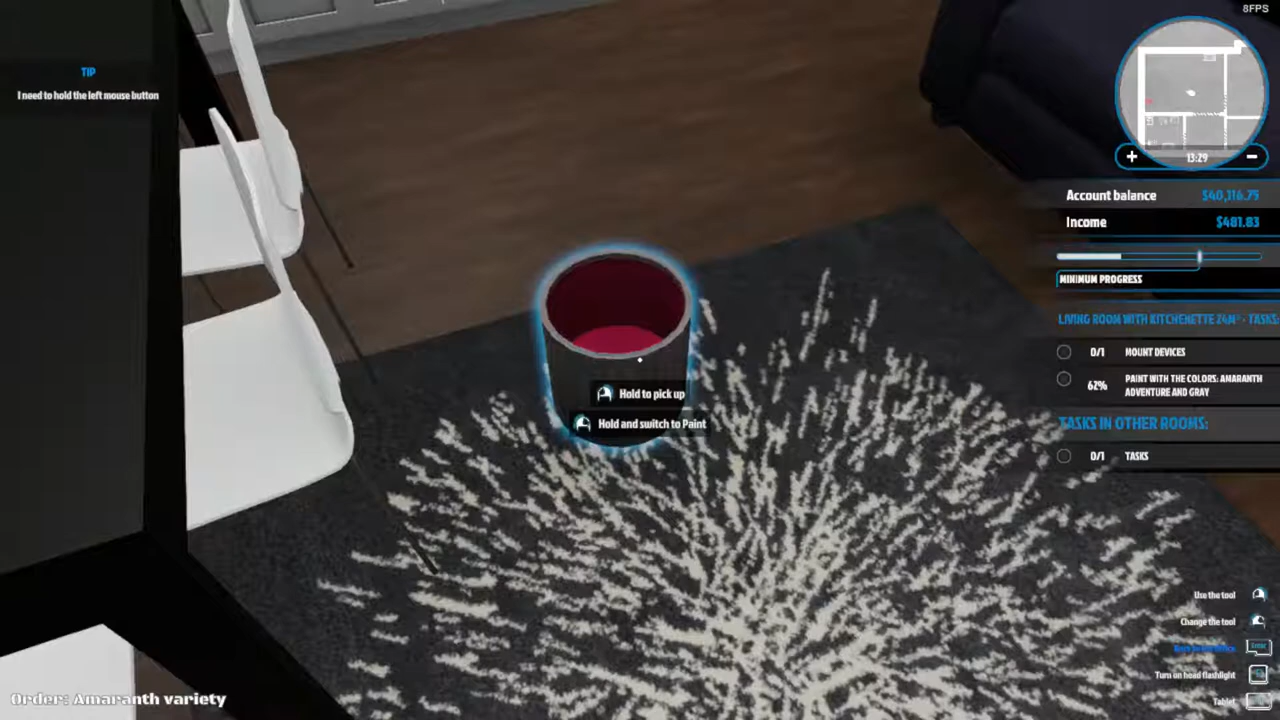 8FPS
TIP
I need to hold the left mouse button
13:29
Account balance $40,116.75
Income $481.83
MINIMUM PROGRESS
LIVING ROOM WITH KITCHENETTE 24M² - TASKS:
0/1 MOUNT DEVICES
62% PAINT WITH THE COLORS: AMARANTH
ADVENTURE AND GRAY
TASKS IN OTHER ROOMS:
0/1 TASKS
Hold to pick up
Hold and switch to Paint
Use the tool
Change the tool
Turn on head flashlight
Tablet
Order: Amaranth variety